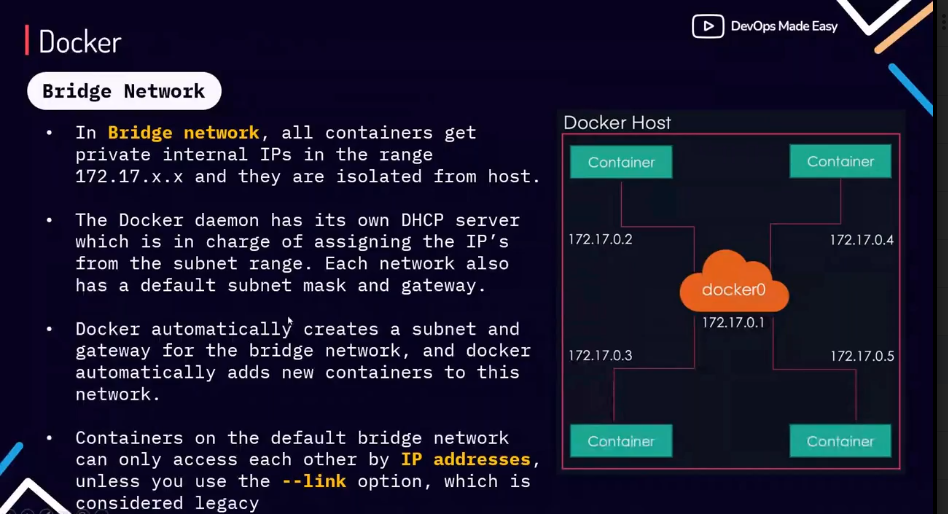 DevOps Made Easy
Docker
Bridge Network
• In Bridge network, all containers get
private internal IPs in the range
172.17.x.x and they are isolated from host.
• The Docker daemon has its own DHCP server
which is in charge of assigning the IP's
from the subnet range. Each network also
has a default subnet mask and gateway.
• Docker automatically creates a subnet and
gateway for the bridge network, and docker
automatically adds new containers to this
network.
• Containers on the default bridge network
can only access each other by IP addresses,
unless you use the --link option, which is
considered legacy
Docker Host
Container
Container
172.17.0.2
172.17.0.4
docker0
172.17.0.1
172.17.0.3
172.17.0.5
Container
Container